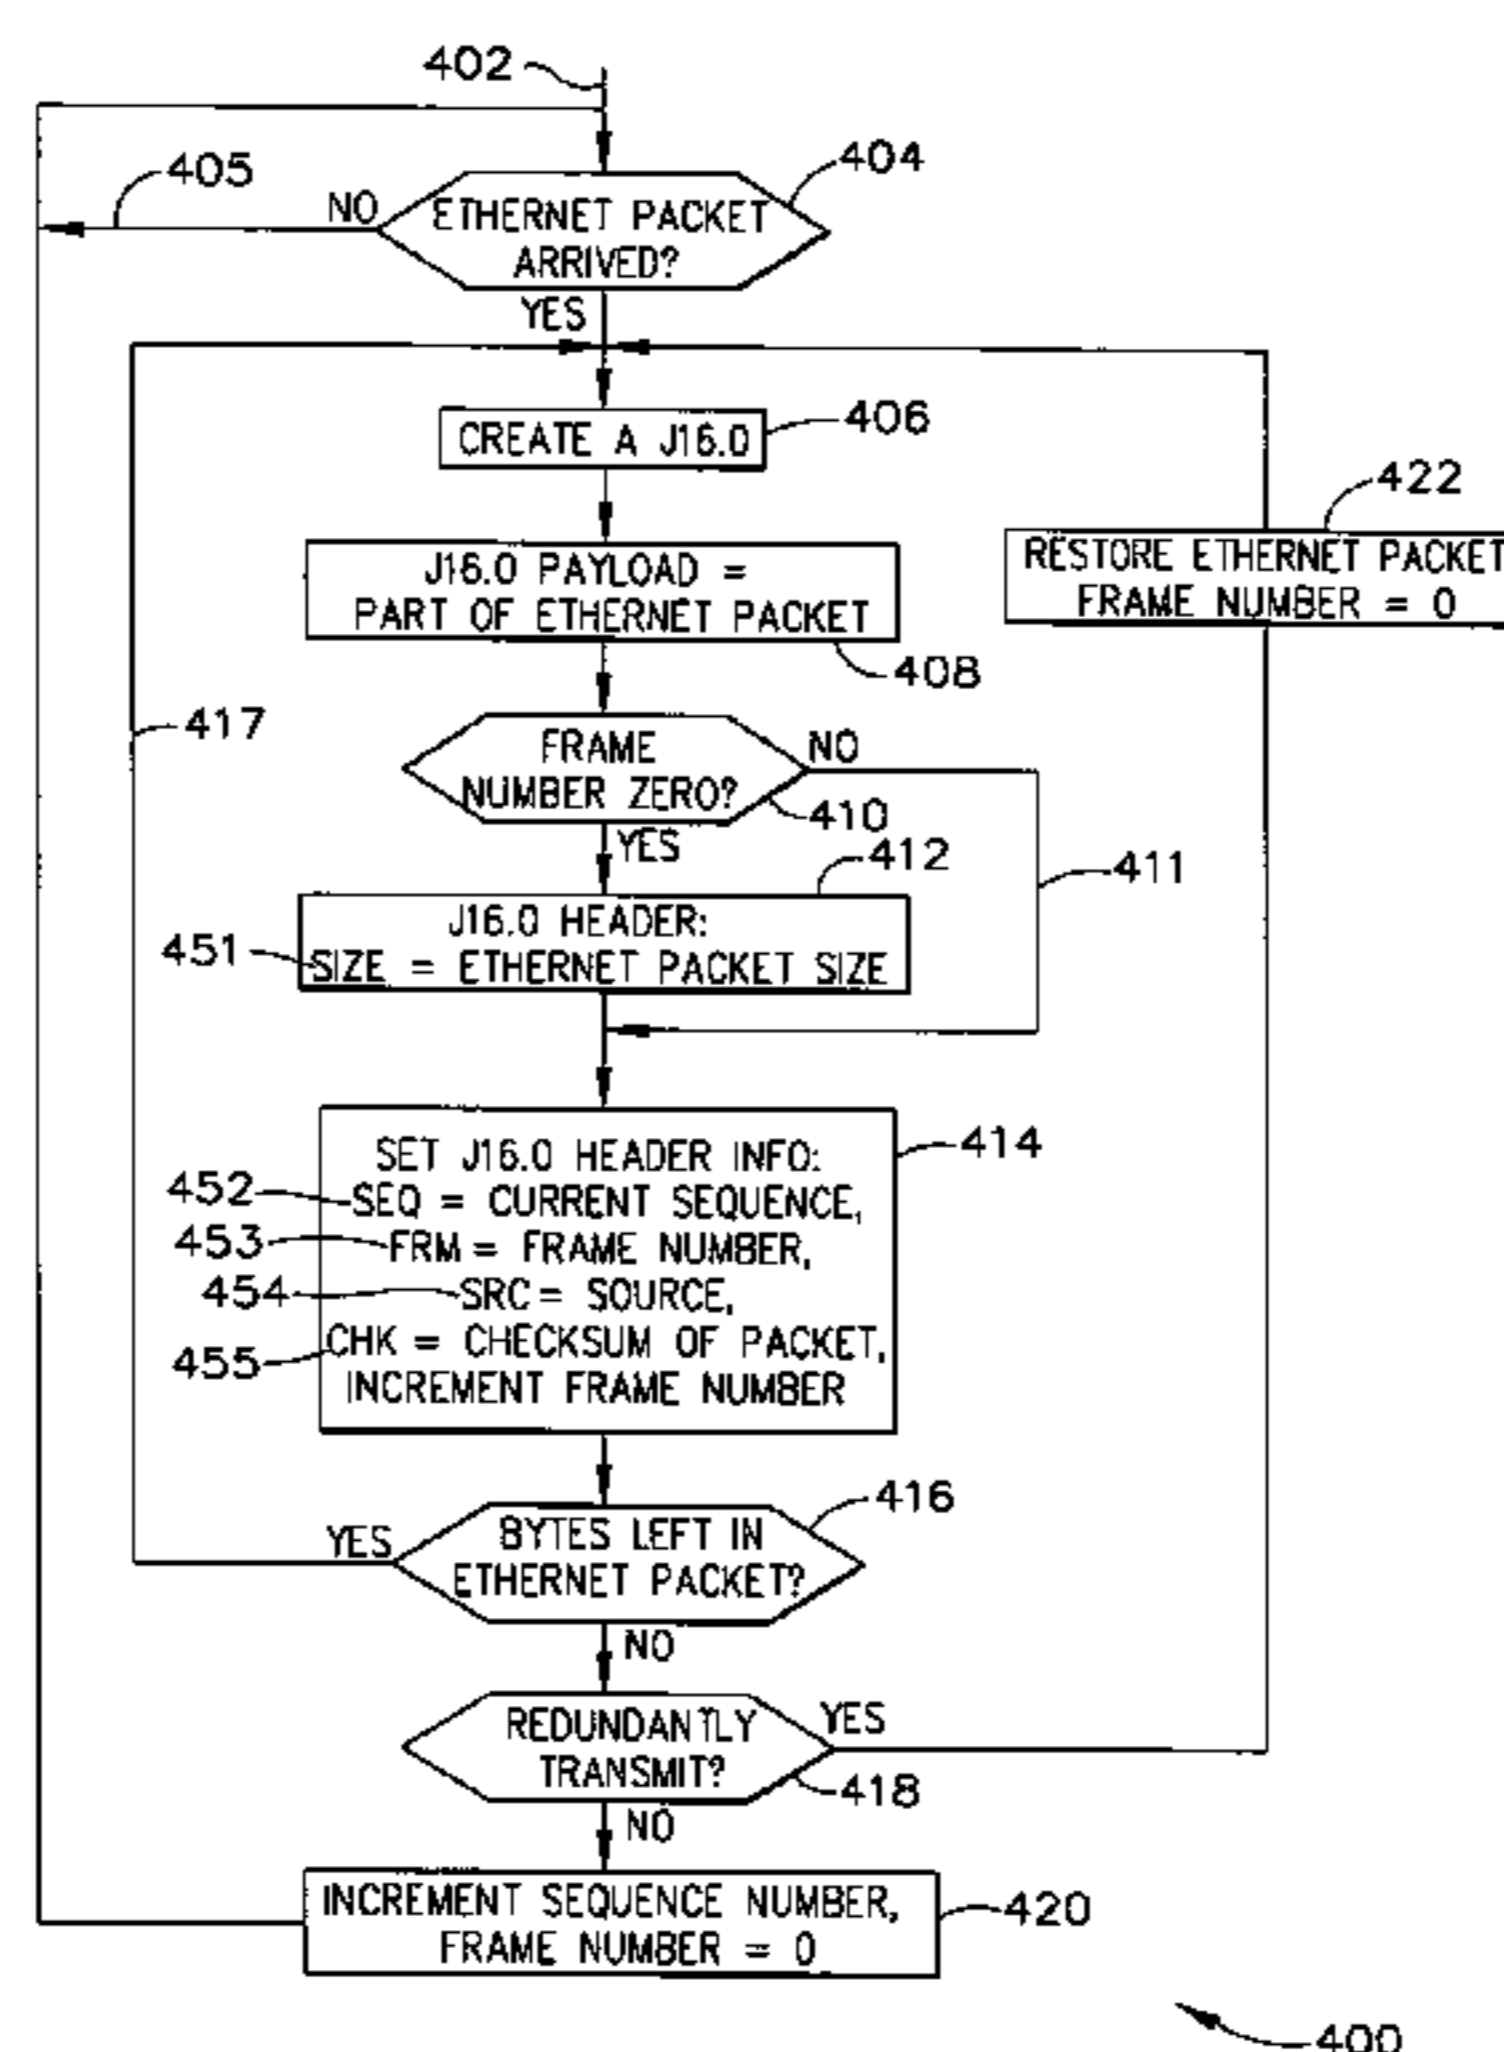 402
404
405
NO
ETHERNET PACKET
ARRIVED?
YES
406
CREATE A J16.0
422
RESTORE ETHERNET PACKET
FRAME NUMBER = 0
J16.0 PAYLOAD =
PART OF ETHERNET PACKET
408
417
FRAME
NUMBER ZERO?
NO
410
YES
412
411
J16.0 HEADER:
451
SIZE = ETHERNET PACKET SIZE
414
SET J16.0 HEADER INFO:
452
SEQ = CURRENT SEQUENCE,
453
FRM = FRAME NUMBER,
454
SRC = SOURCE,
455
CHK = CHECKSUM OF PACKET,
INCREMENT FRAME NUMBER
416
YES
BYTES LEFT IN
ETHERNET PACKET?
NO
REDUNDANTLY
TRANSMIT?
YES
418
NO
INCREMENT SEQUENCE NUMBER,
FRAME NUMBER = 0
420
400